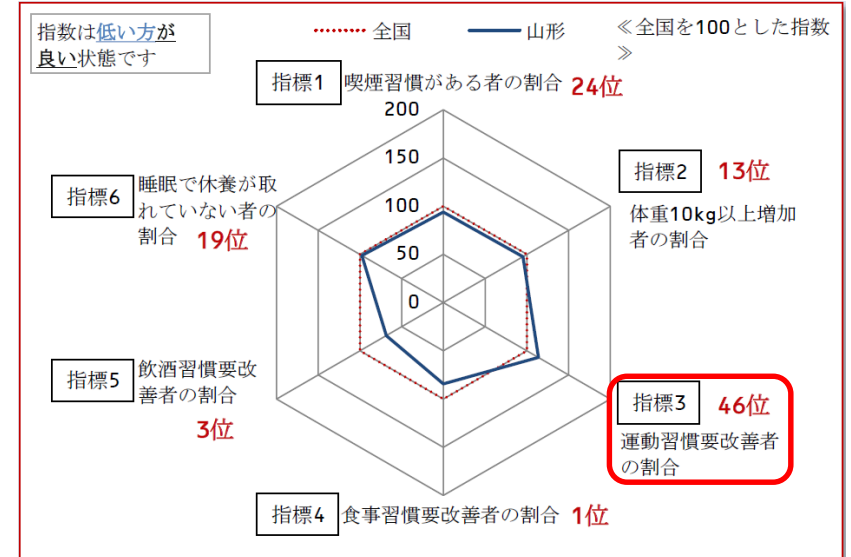 指数は低い方が
良い状態です
全国
山形
≪全国を100とした指数
≫
指標1
喫煙習慣がある者の割合
24位
200
150
100
50
0
指標2
13位
体重10kg以上増加
者の割合
指標3
46位
運動習慣要改善者
の割合
指標4
食事習慣要改善者の割合
1位
指標5
飲酒習慣要改
善者の割合
3位
指標6
睡眠で休養が取
れていない者の
割合
19位